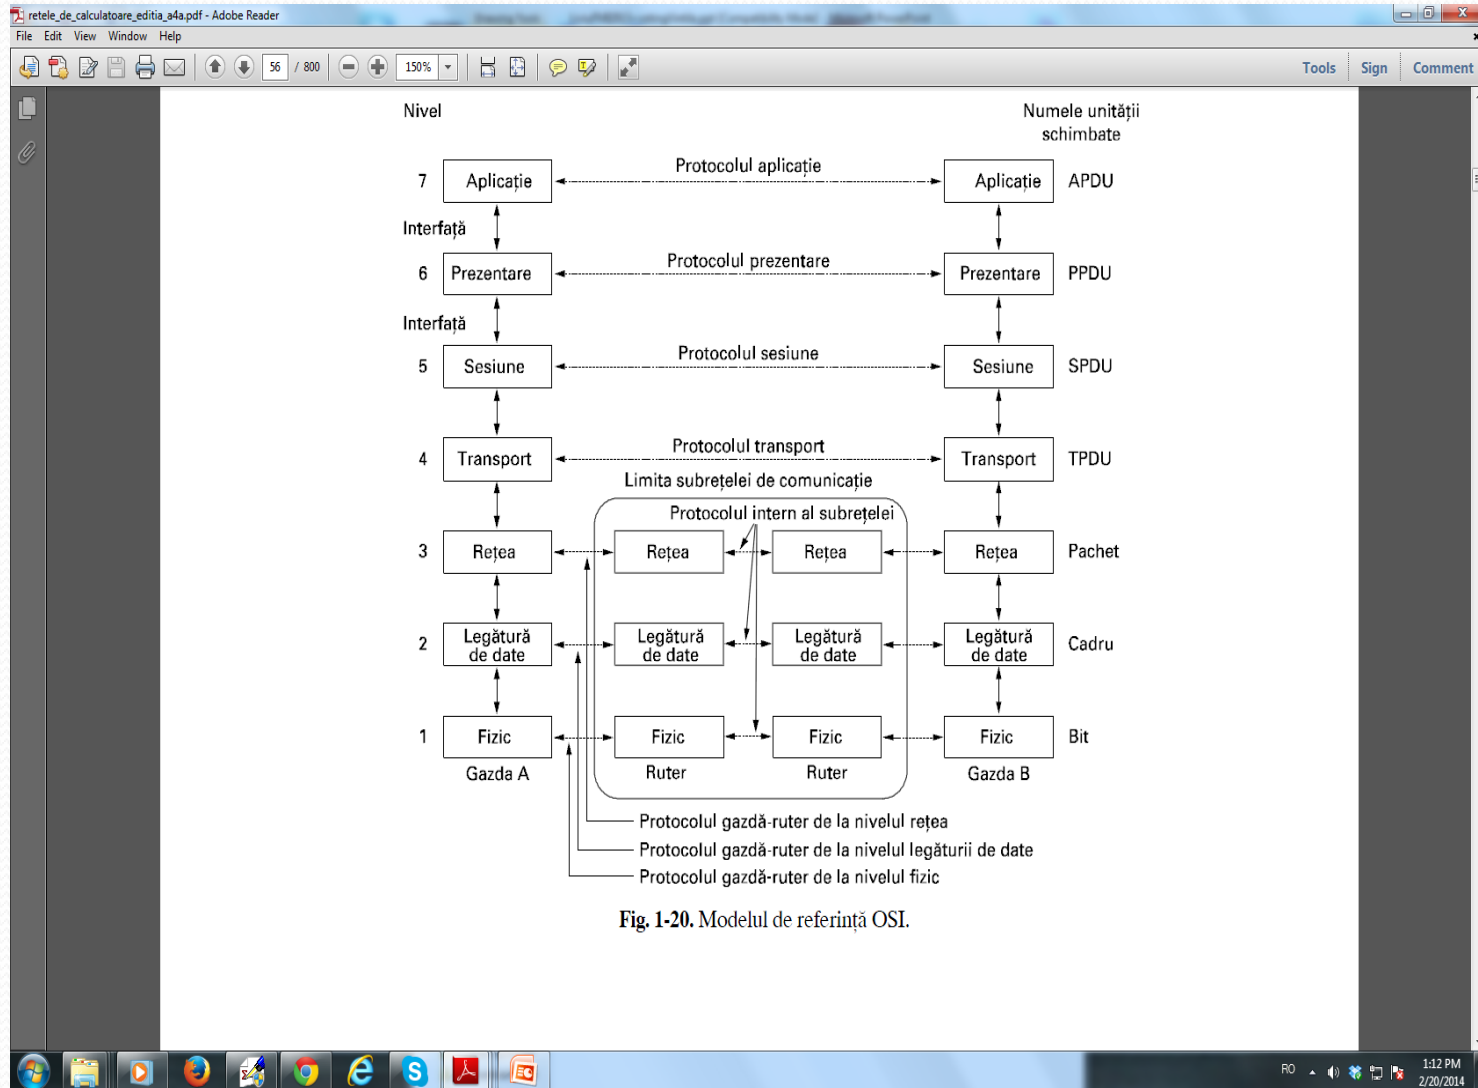 retele_de_calculatoare_editia_a4a.pdf - Adobe Reader
File Edit View Window Help
56 / 800 150% Tools Sign Comment
Nivel
Numele unității
schimbate
7 Aplicație Protocolul aplicație Aplicație APDU
Interfață
6 Prezentare Protocolul prezentare Prezentare PPDU
Interfață
5 Sesiune Protocolul sesiune Sesiune SPDU
4 Transport Protocolul transport Transport TPDU
Limita subrețelei de comunicație
Protocolul intern al subrețelei
3 Rețea Rețea Rețea Rețea Pachet
2 Legătură de date Legătură de date Legătură de date Legătură de date Cadru
1 Fizic Fizic Fizic Fizic Bit
Gazda A Ruter Ruter Gazda B
Protocolul gazdă-ruter de la nivelul rețea
Protocolul gazdă-ruter de la nivelul legăturii de date
Protocolul gazdă-ruter de la nivelul fizic
Fig. 1-20. Modelul de referință OSI.
RO 1:12 PM
2/20/2014